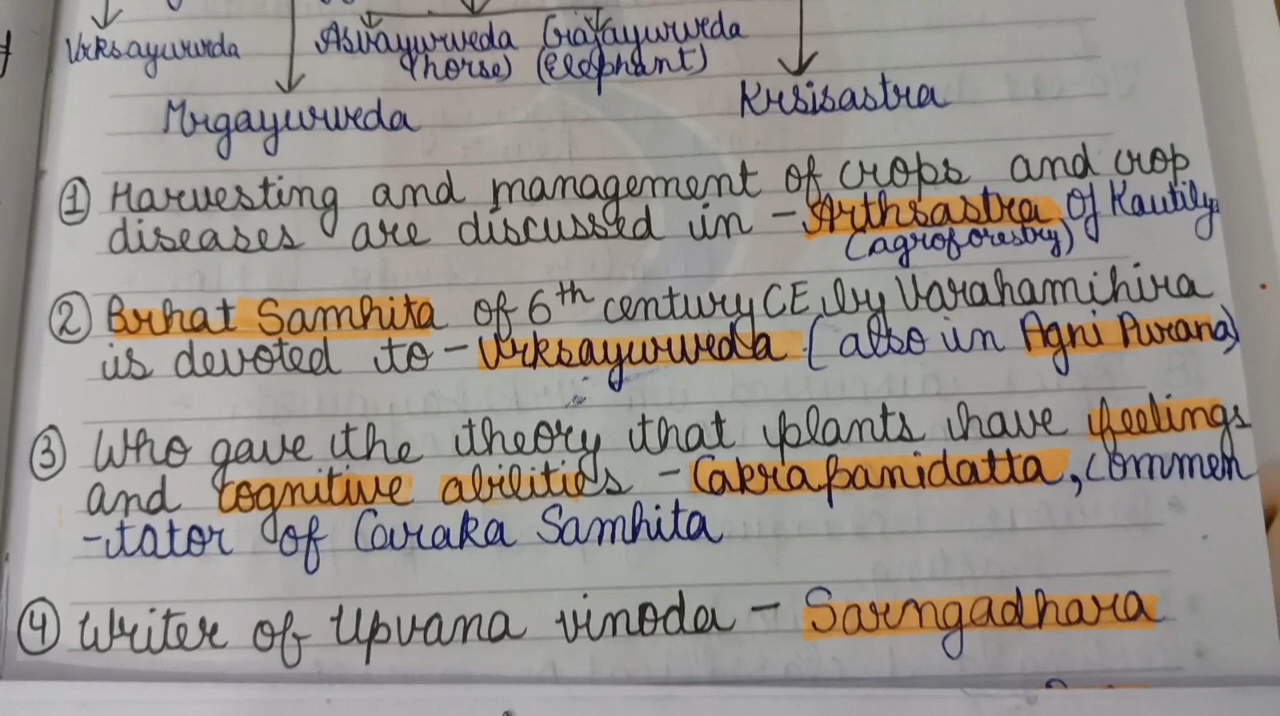 Vrksayurveda
Asvayurveda Gajayurveda
(horse) (Elephant)
Mrgayurveda
Krsisastra
① Harvesting and management of crops and crop
diseases are discussed in - Arthsastra of Kautily
(agroforestry)
② Brhat Samhita of 6th century CE by Varahamihira
is devoted to - Vrksayurveda (also in Agni Purana)
③ Who gave the theory that plants have feelings
and cognitive abilities - Cakrapanidatta, commen
-tator of Caraka Samhita
④ Writer of Upvana vinoda - Sarngadhara